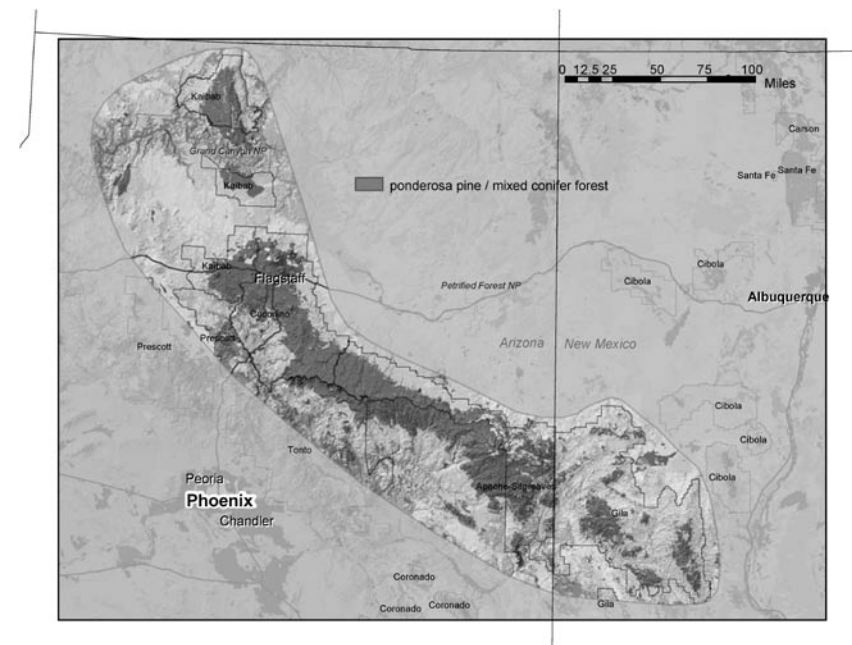 0 12.5 25 50 75 100
Miles
Kaibab
Carson
Grand Canyon NP
Santa Fe Santa Fe
Kaibab
ponderosa pine / mixed conifer forest
Kaibab
Flagstaff
Cibola
Cibola
Petrified Forest NP
Albuquerque
Coconino
Prescott
Prescott
Arizona New Mexico
Cibola
Cibola
Tonto
Peoria
Cibola
Apache-Sitgreaves
Phoenix
Gila
Chandler
Coronado
Coronado Coronado
Gila